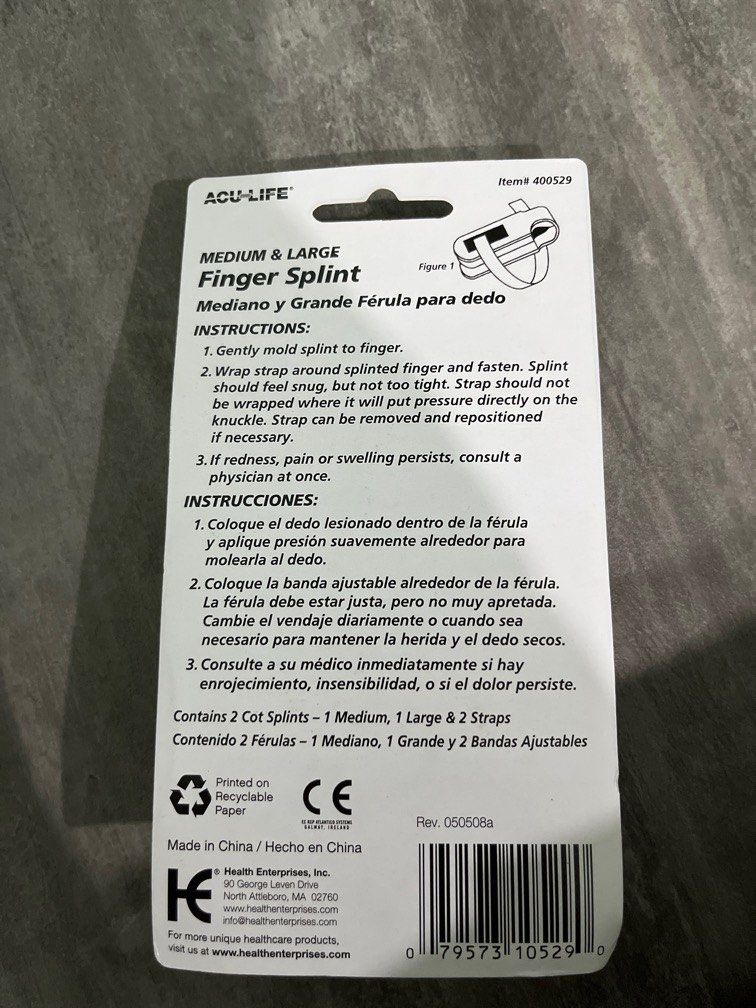 ACU-LIFE®
Item# 400529
MEDIUM & LARGE
Finger Splint
Figure 1
Mediano y Grande Férula para dedo
INSTRUCTIONS:
1. Gently mold splint to finger.
2. Wrap strap around splinted finger and fasten. Splint
should feel snug, but not too tight. Strap should not
be wrapped where it will put pressure directly on the
knuckle. Strap can be removed and repositioned
if necessary.
3. If redness, pain or swelling persists, consult a
physician at once.
INSTRUCCIONES:
1. Coloque el dedo lesionado dentro de la férula
y aplique presión suavemente alrededor para
molearla al dedo.
2. Coloque la banda ajustable alrededor de la férula.
La férula debe estar justa, pero no muy apretada.
Cambie el vendaje diariamente o cuando sea
necesario para mantener la herida y el dedo secos.
3. Consulte a su médico inmediatamente si hay
enrojecimiento, insensibilidad, o si el dolor persiste.
Contains 2 Cot Splints – 1 Medium, 1 Large & 2 Straps
Contenido 2 Férulas – 1 Mediano, 1 Grande y 2 Bandas Ajustables
Printed on
Recyclable
Paper
CE
EC REP ATLANTICO SYSTEMS
GALWAY, IRELAND
Rev. 050508a
Made in China / Hecho en China
HE®
Health Enterprises, Inc.
90 George Leven Drive
North Attleboro, MA 02760
www.healthenterprises.com
info@healthenterprises.com
For more unique healthcare products,
visit us at www.healthenterprises.com
0 79573 10529 0